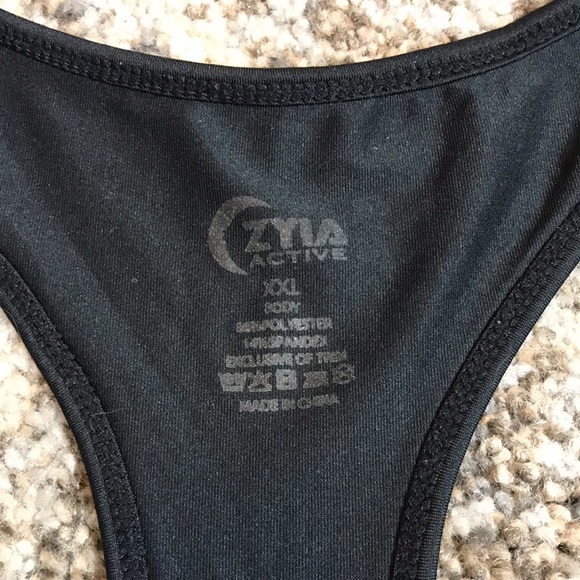 ZYIA
ACTIVE
XXL
BODY
86%POLYESTER
14%SPANDEX
EXCLUSIVE OF TRIM
MADE IN CHINA